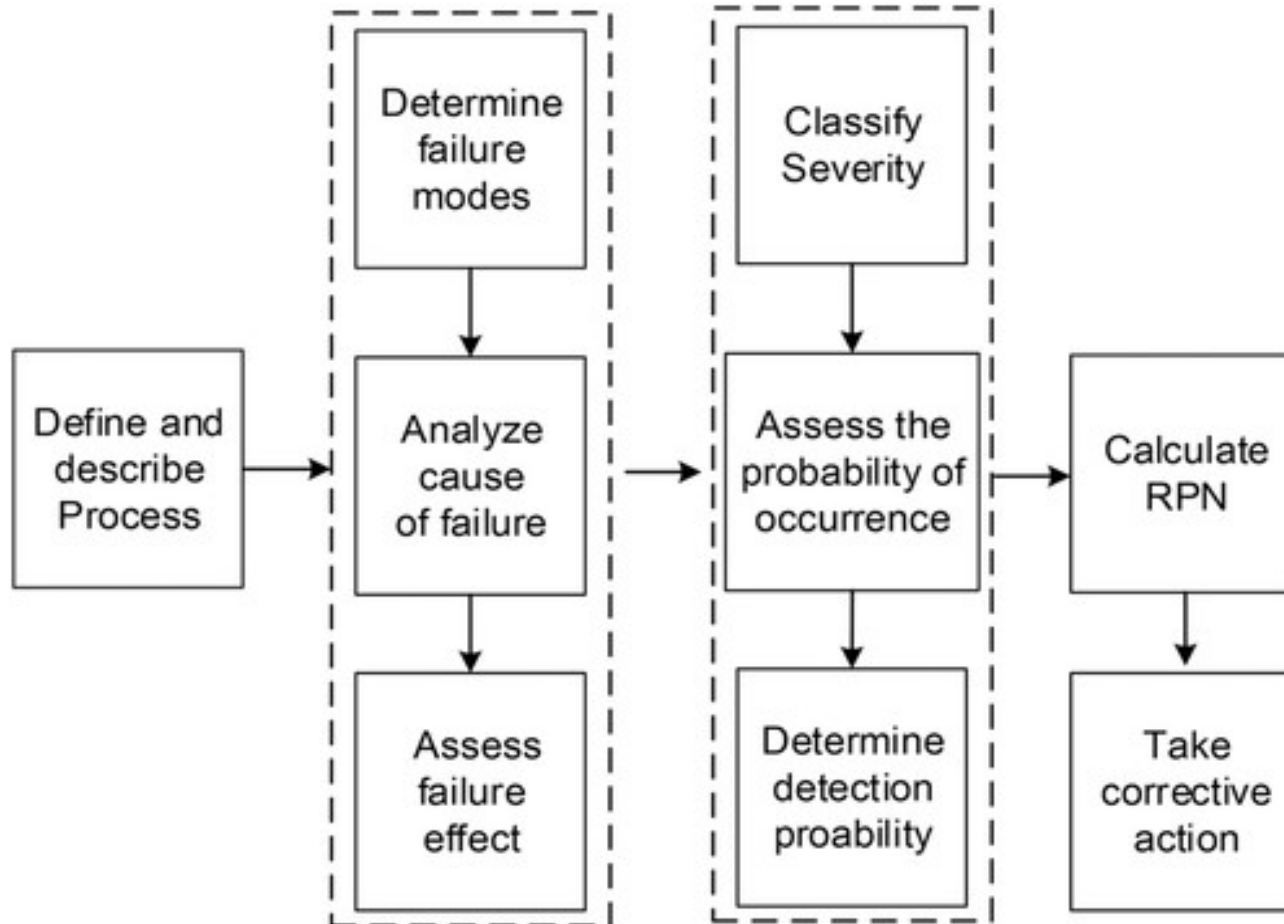 Define and
describe
Process
Determine
failure
modes
Analyze
cause
of failure
Assess
failure
effect
Classify
Severity
Assess the
probability of
occurrence
Determine
detection
proability
Calculate
RPN
Take
corrective
action